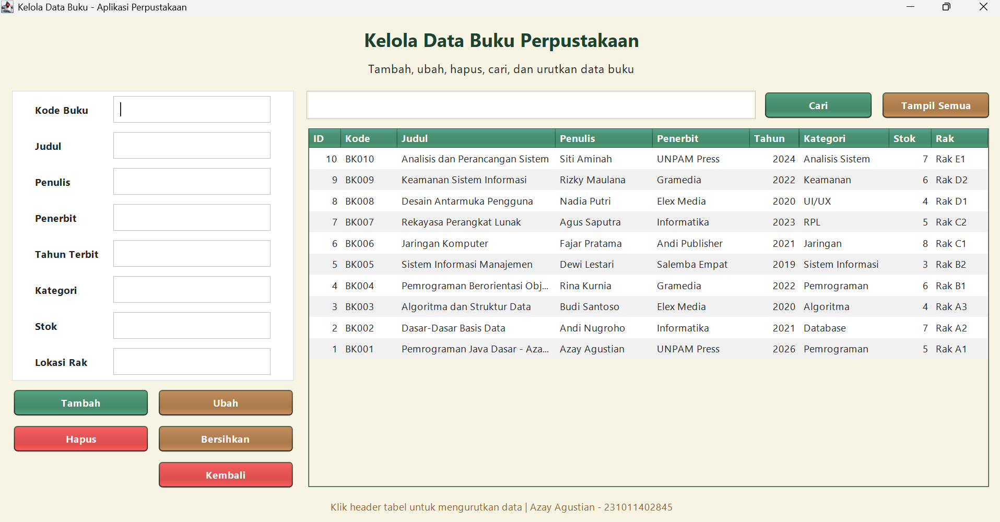 Kelola Data Buku - Aplikasi Perpustakaan
Kelola Data Buku Perpustakaan
Tambah, ubah, hapus, cari, dan urutkan data buku
Kode Buku
Judul
Penulis
Penerbit
Tahun Terbit
Kategori
Stok
Lokasi Rak
Tambah Ubah
Hapus Bersihkan
Kembali
Cari Tampil Semua
ID Kode Judul Penulis Penerbit Tahun Kategori Stok Rak
10 BK010 Analisis dan Perancangan Sistem Siti Aminah UNPAM Press 2024 Analisis Sistem 7 Rak E1
9 BK009 Keamanan Sistem Informasi Rizky Maulana Gramedia 2022 Keamanan 6 Rak D2
8 BK008 Desain Antarmuka Pengguna Nadia Putri Elex Media 2020 UI/UX 4 Rak D1
7 BK007 Rekayasa Perangkat Lunak Agus Saputra Informatika 2023 RPL 5 Rak C2
6 BK006 Jaringan Komputer Fajar Pratama Andi Publisher 2021 Jaringan 8 Rak C1
5 BK005 Sistem Informasi Manajemen Dewi Lestari Salemba Empat 2019 Sistem Informasi 3 Rak B2
4 BK004 Pemrograman Berorientasi Obj... Rina Kurnia Gramedia 2022 Pemrograman 6 Rak B1
3 BK003 Algoritma dan Struktur Data Budi Santoso Elex Media 2020 Algoritma 4 Rak A3
2 BK002 Dasar-Dasar Basis Data Andi Nugroho Informatika 2021 Database 7 Rak A2
1 BK001 Pemrograman Java Dasar - Aza... Azay Agustian UNPAM Press 2026 Pemrograman 5 Rak A1
Klik header tabel untuk mengurutkan data | Azay Agustian - 231011402845